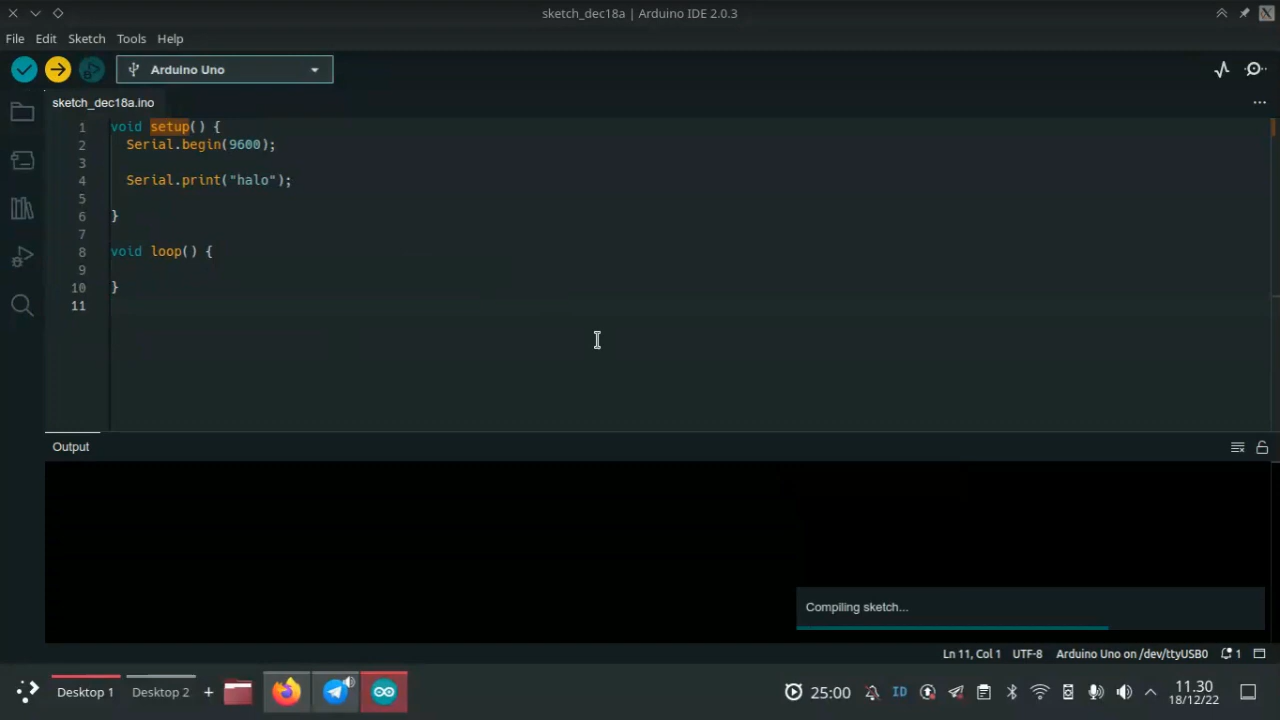 sketch_dec18a | Arduino IDE 2.0.3
File Edit Sketch Tools Help
Arduino Uno
sketch_dec18a.ino
1 void setup() {
2 Serial.begin(9600);
3
4 Serial.print("halo");
5
6 }
7
8 void loop() {
9
10 }
11
Output
Compiling sketch...
Ln 11, Col 1 UTF-8 Arduino Uno on /dev/ttyUSB0 1
Desktop 1 Desktop 2 + 25:00 ID 11.30
18/12/22